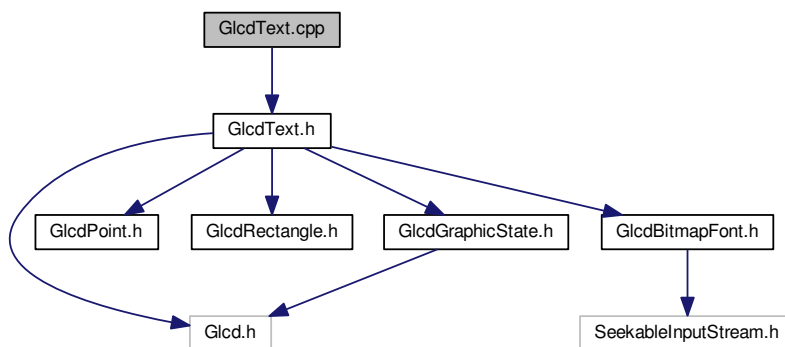 GlcdText.cpp
GlcdText.h
GlcdPoint.h
GlcdRectangle.h
GlcdGraphicState.h
GlcdBitmapFont.h
Glcd.h
SeekableInputStream.h